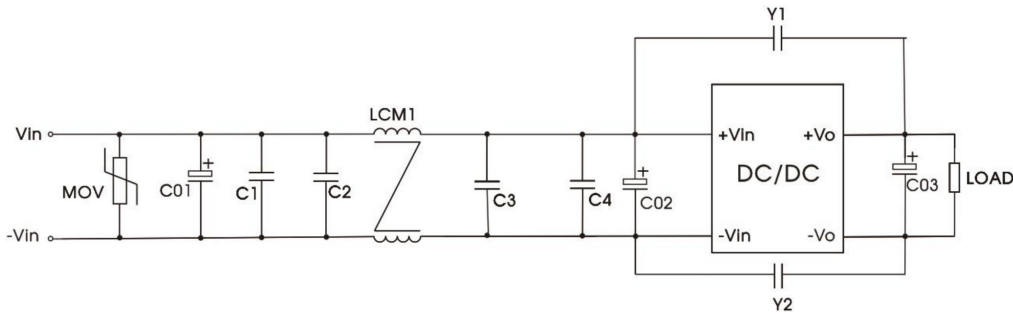 Y1
LCM1
Vin
+Vin
+Vo
+
+
+
DC/DC
MOV
C01
C1
C2
C3
C4
C02
C03
LOAD
-Vin
-Vin
-Vo
Y2